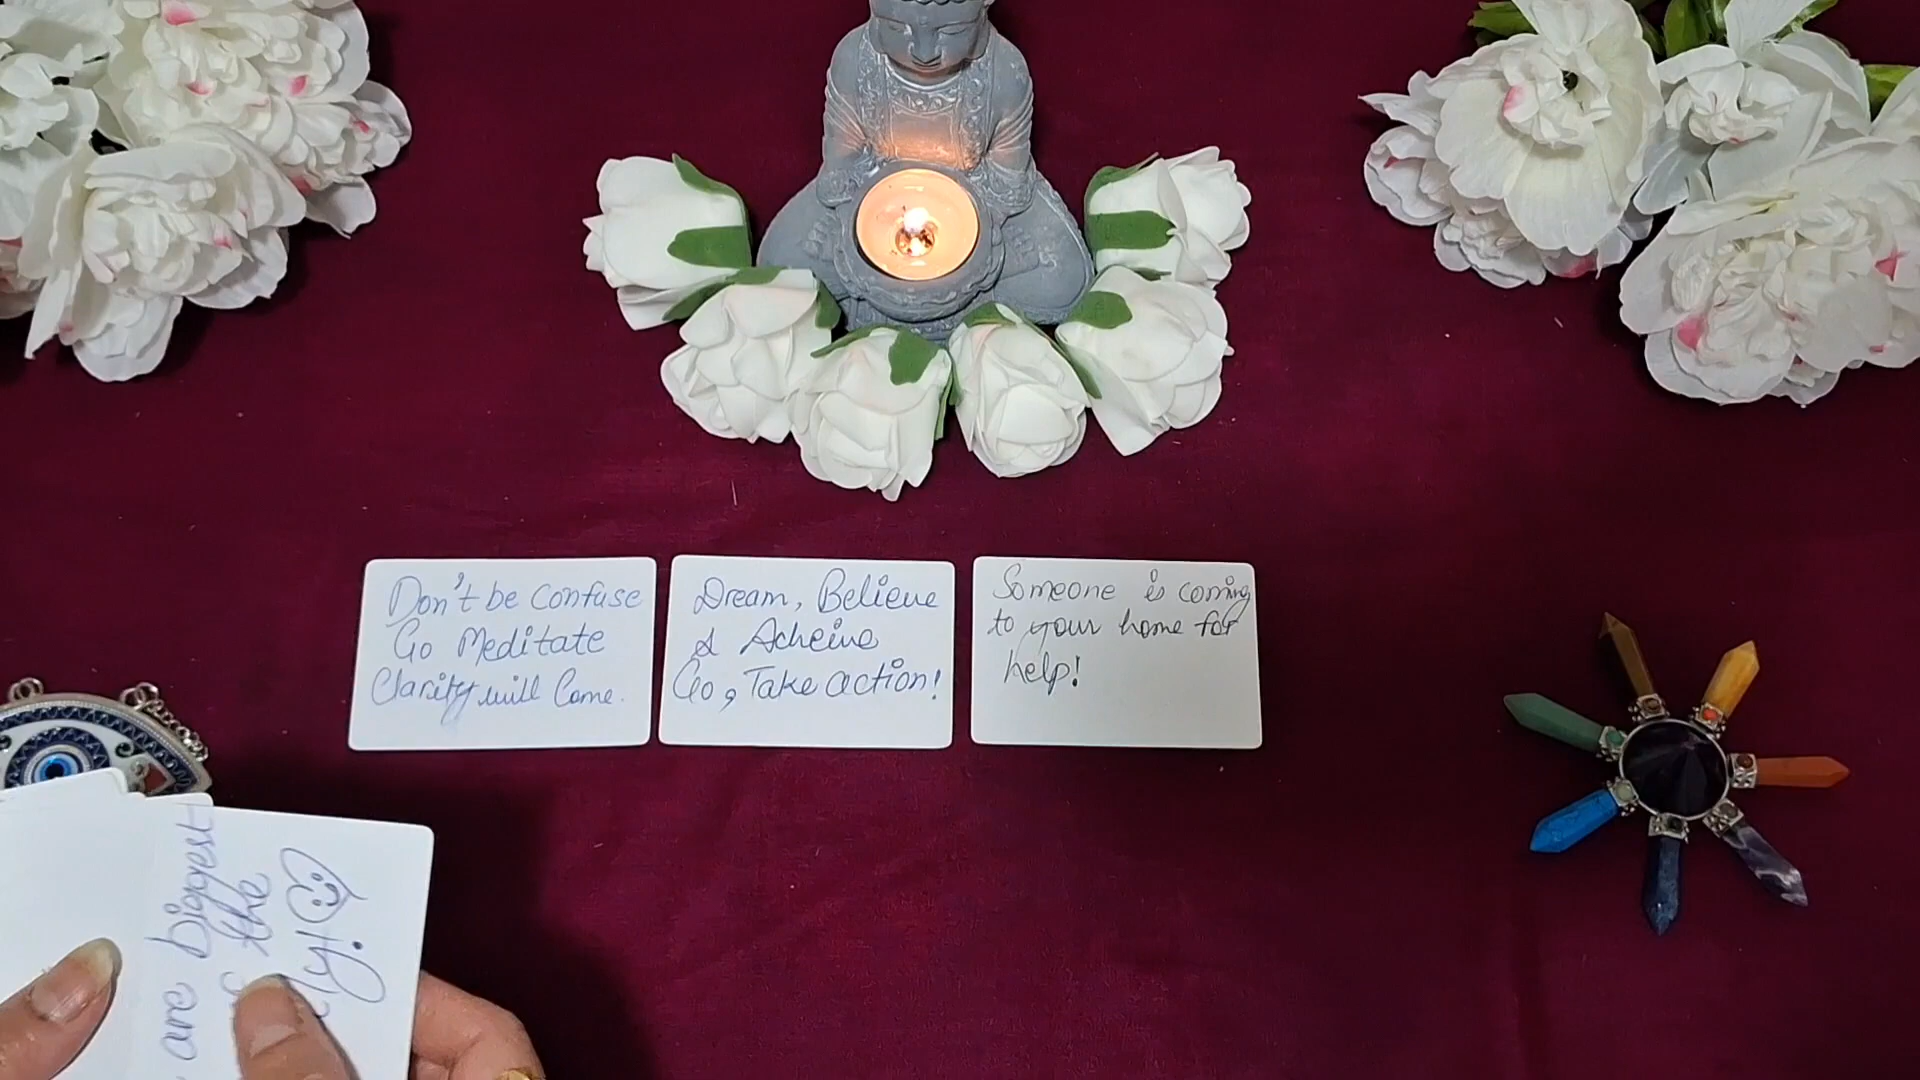 Don't be confuse
Go Meditate
Clarity will Come.
Dream, Believe
& Acheive
Go, Take action!
Someone is coming
to your home for
help!
are biggest
the